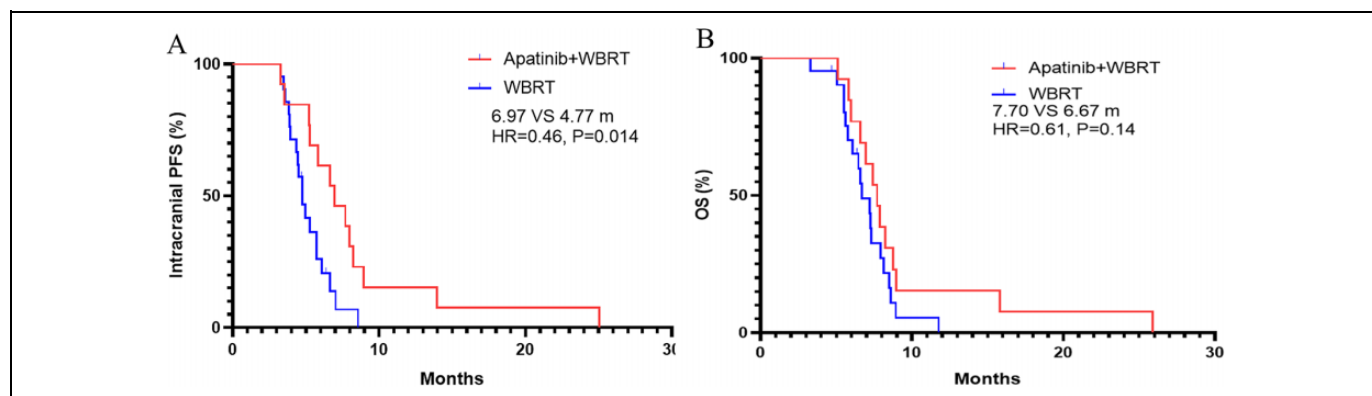 A
Apatinib+WBRT
WBRT
6.97 VS 4.77 m
HR=0.46, P=0.014
Intracranial PFS (%)
100
50
0
0
10
20
30
Months
B
Apatinib+WBRT
WBRT
7.70 VS 6.67 m
HR=0.61, P=0.14
OS (%)
100
50
0
0
10
20
30
Months